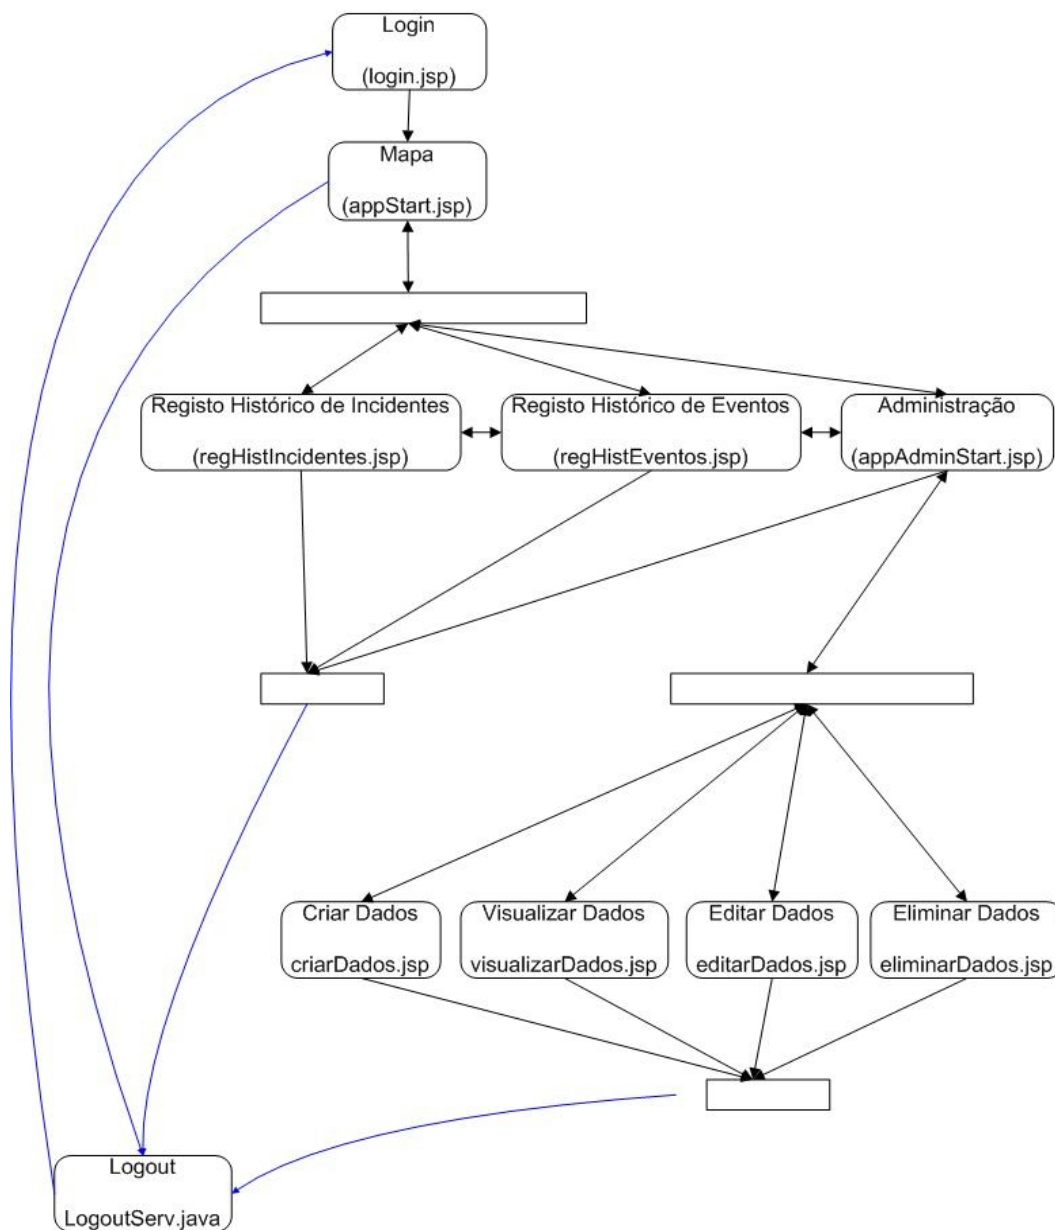 Login
(login.jsp)
Mapa
(appStart.jsp)
Registo Histórico de Incidentes
(regHistIncidentes.jsp)
Registo Histórico de Eventos
(regHistEventos.jsp)
Administração
(appAdminStart.jsp)
Criar Dados
criarDados.jsp
Visualizar Dados
visualizarDados.jsp
Editar Dados
editarDados.jsp
Eliminar Dados
eliminarDados.jsp
Logout
LogoutServ.java